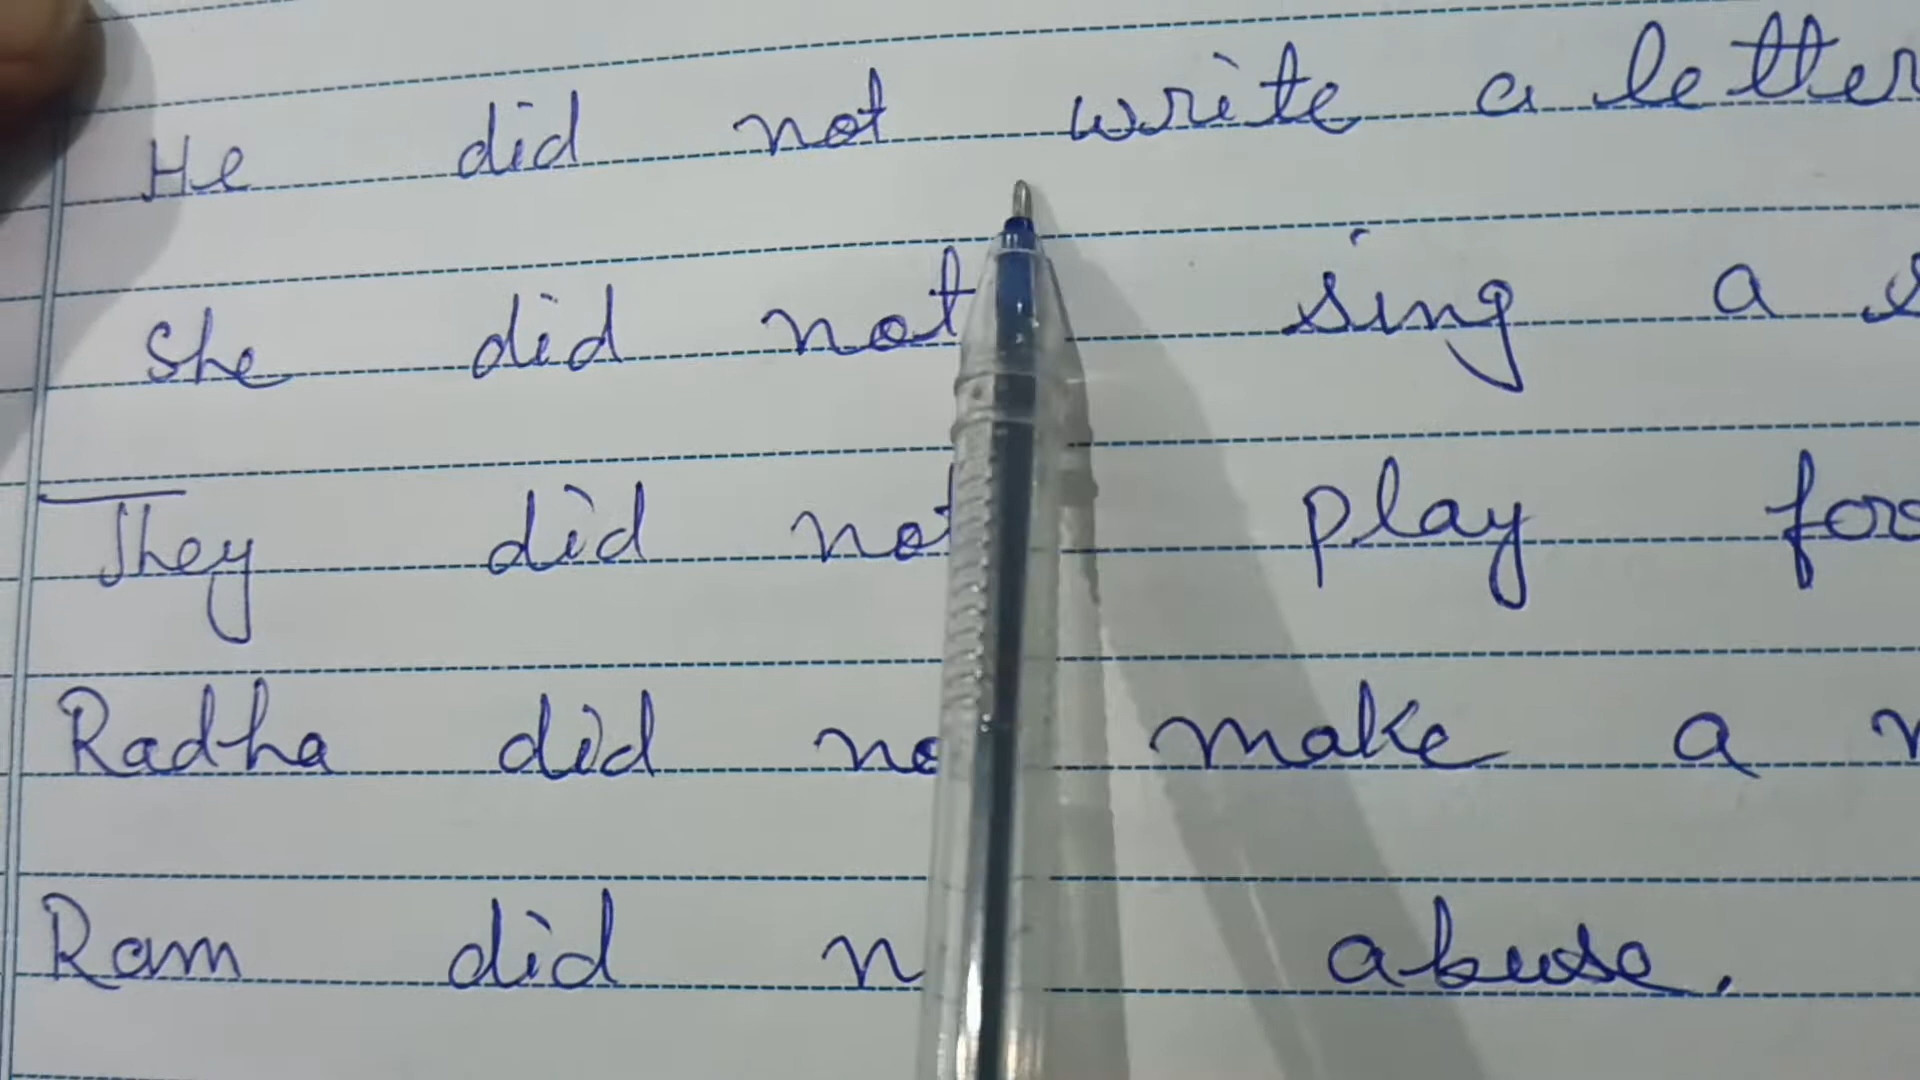 He did not write a letter
She did not sing a
They did not play
Radha did make a
Ram did abuse.